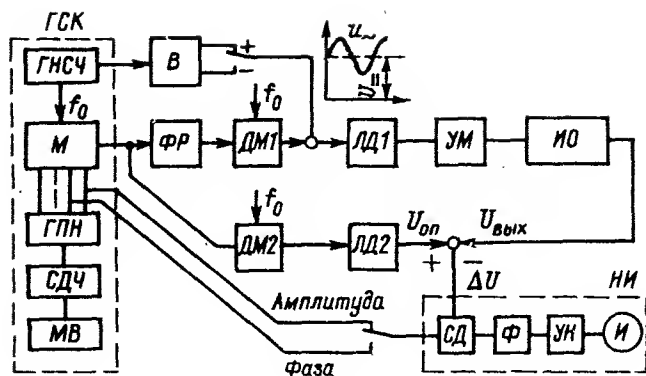 ГСК
ГНСЧ
В
+
−
u~
U=
f₀
f₀
М
ФР
ДМ1
ЛД1
УМ
ИО
f₀
ГПН
ДМ2
ЛД2
Uоп
Uвых
+
−
СДЧ
ΔU
НИ
Амплитуда
МВ
СД
Ф
УК
И
Фаза